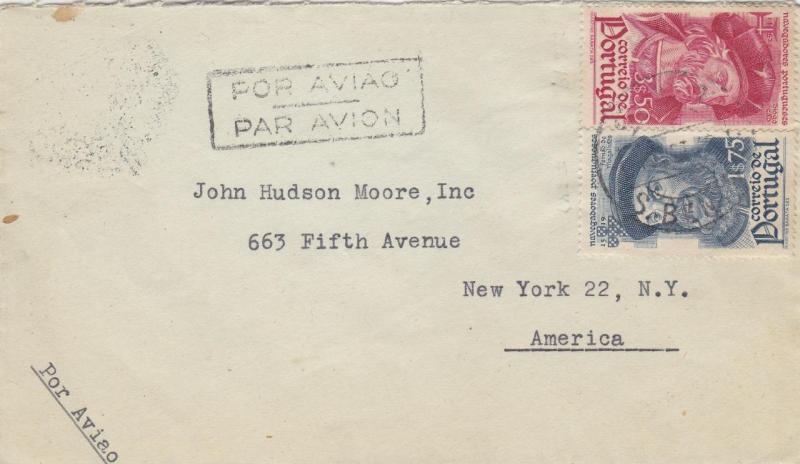 POR AVIAO
PAR AVION
John Hudson Moore, Inc
663 Fifth Avenue
New York 22, N.Y.
America
Por Aviao
correio de
Portugal
3$50
navegadores portugueses
correio de
Portugal
1$75
navegadores portugueses
S. BEN